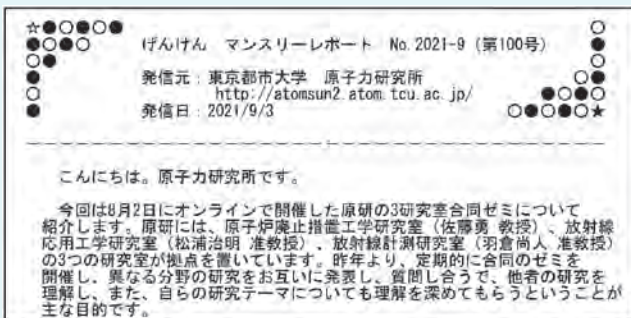 ☆●○●○●
●○●○
○●
●
○
●
げんけん マンスリーレポート No.2021-9 (第100号)
発信元：東京都市大学 原子力研究所
http://atomsun2.atom.tcu.ac.jp/
発信日：2021/9/3
○
●
○
○●
●○●○
○●○●○★
こんにちは。原子力研究所です。
今回は8月2日にオンラインで開催した原研の3研究室合同ゼミについて
紹介します。原研には、原子炉廃止措置工学研究室（佐藤勇 教授）、放射線
応用工学研究室（松浦治明 准教授）、放射線計測研究室（羽倉尚人 准教授）
の3つの研究室が拠点を置いています。昨年より、定期的に合同のゼミを
開催し、異なる分野の研究をお互いに発表し、質問し合うで、他者の研究を
理解し、また、自らの研究テーマについても理解を深めてもらうということが
主な目的です。